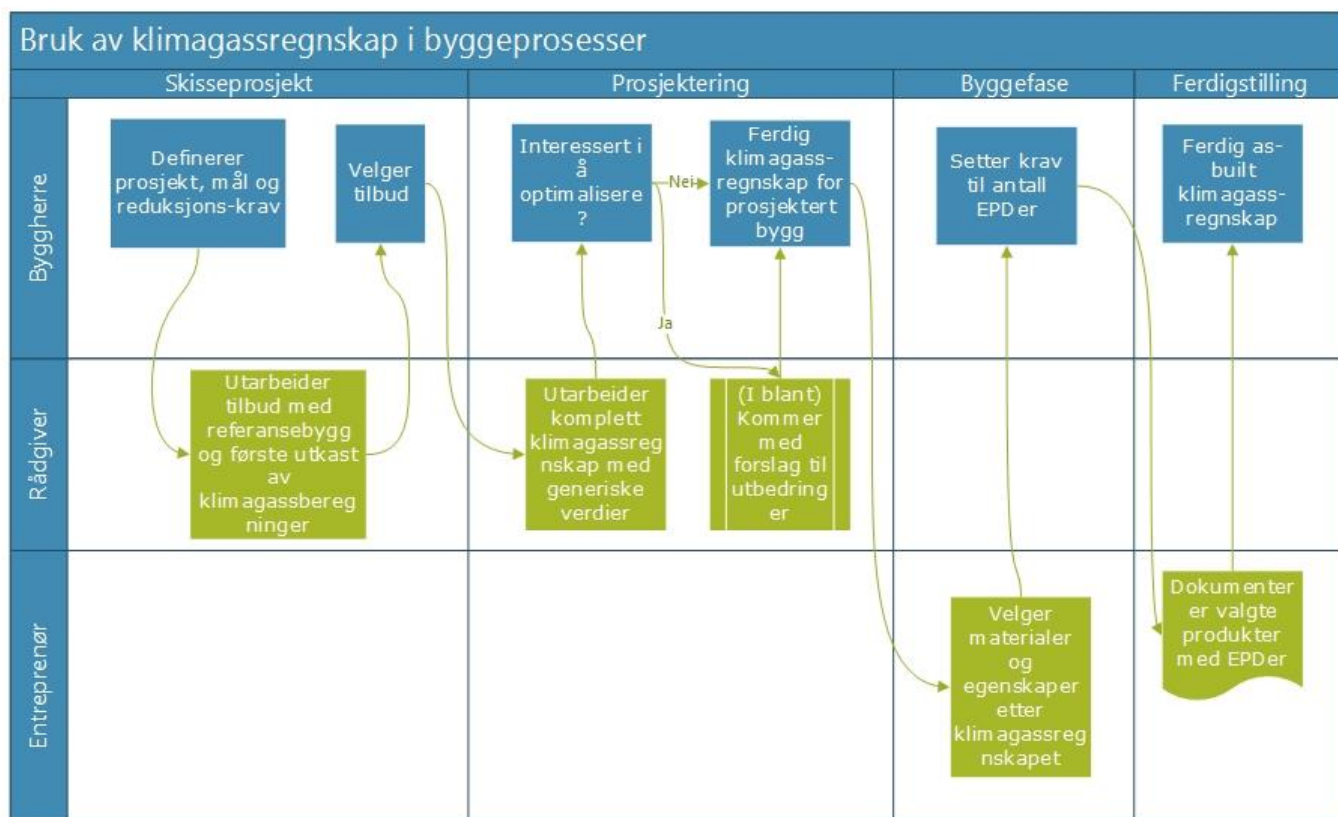 Bruk av klimagassregnskap i byggeprosesser
Skisseprosjekt
Prosjektering
Byggefase
Ferdigstilling
Byggherre
Definerer
prosjekt, mål og
reduksjons-krav
Velger
tilbud
Interessert i
å
optimalisere
?
Nei
Ja
Ferdig
klimagass-
regnskap for
prosjektert
bygg
Setter krav
til antall
EPDer
Ferdig as-
built
klimagass-
regnskap
Rådgiver
Utarbeider
tilbud med
referansebygg
og første utkast
av
klimagassbereg
ninger
Utarbeider
komplett
klimagassreg
nskap med
generiske
verdier
(I blant)
Kommer
med
forslag til
utbedring
er
Entreprenør
Velger
materialer
og
egenskaper
etter
klimagassreg
nskapet
Dokumenter
er valgte
produkter
med EPDer